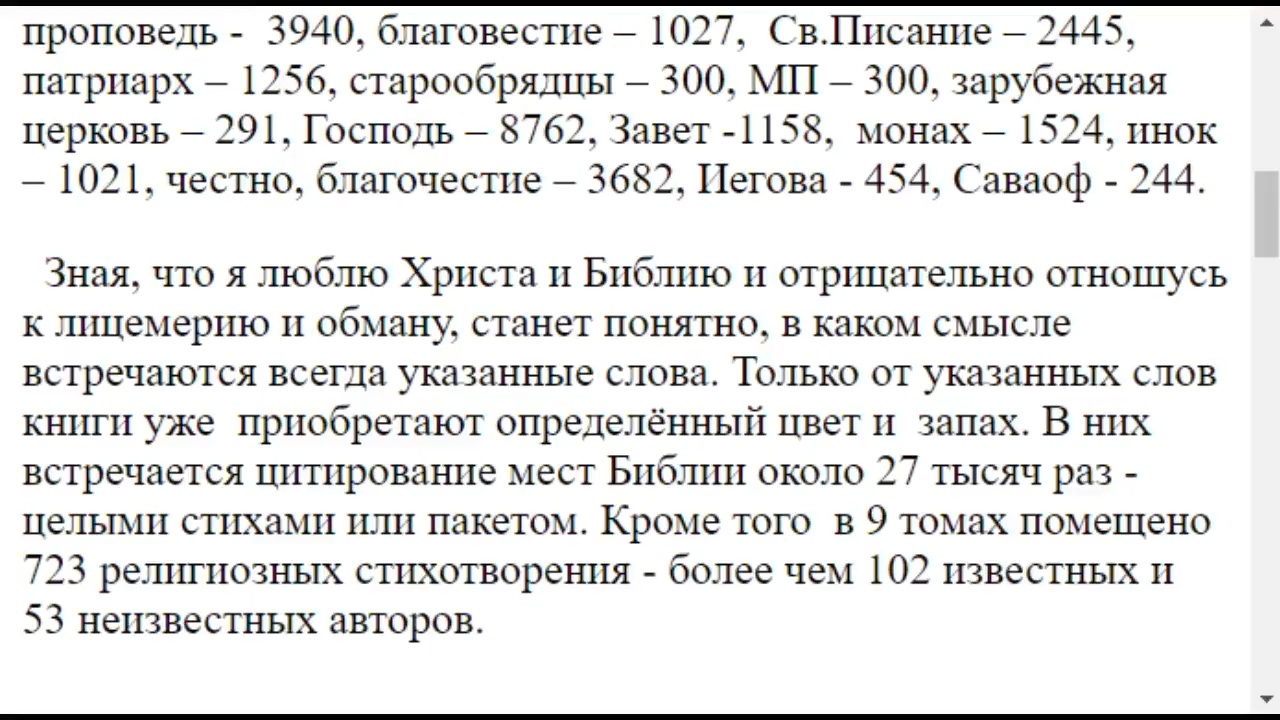 проповедь -  3940, благовестие – 1027,  Св.Писание – 2445,
патриарх – 1256, старообрядцы – 300, МП – 300, зарубежная
церковь – 291, Господь – 8762, Завет -1158,  монах – 1524, инок
– 1021, честно, благочестие – 3682, Иегова - 454, Саваоф - 244.
Зная, что я люблю Христа и Библию и отрицательно отношусь
к лицемерию и обману, станет понятно, в каком смысле
встречаются всегда указанные слова. Только от указанных слов
книги уже  приобретают определённый цвет и  запах. В них
встречается цитирование мест Библии около 27 тысяч раз -
целыми стихами или пакетом. Кроме того  в 9 томах помещено
723 религиозных стихотворения - более чем 102 известных и
53 неизвестных авторов.